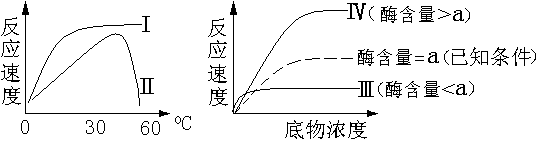 反应速度
Ⅰ
Ⅱ
0 30 60 ℃
反应速度
Ⅳ(酶含量>a)
酶含量=a(已知条件)
Ⅲ(酶含量<a)
底物浓度